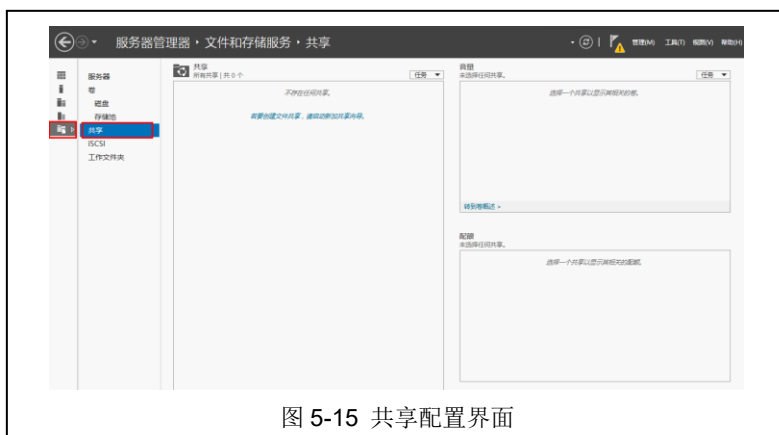 服务器管理器 · 文件和存储服务 · 共享
管理(M) 工具(T) 视图(V) 帮助(H)
服务器
卷
磁盘
存储池
共享
iSCSI
工作文件夹
共享
所有共享 | 共 0 个
任务
不存在任何共享。
若要创建文件共享，请启动新加共享向导。
卷
未选择任何共享。
任务
选择一个共享以显示其相关的卷。
转到卷概述 >
配额
未选择任何共享。
选择一个共享以显示其相关的配额。
图 5-15 共享配置界面